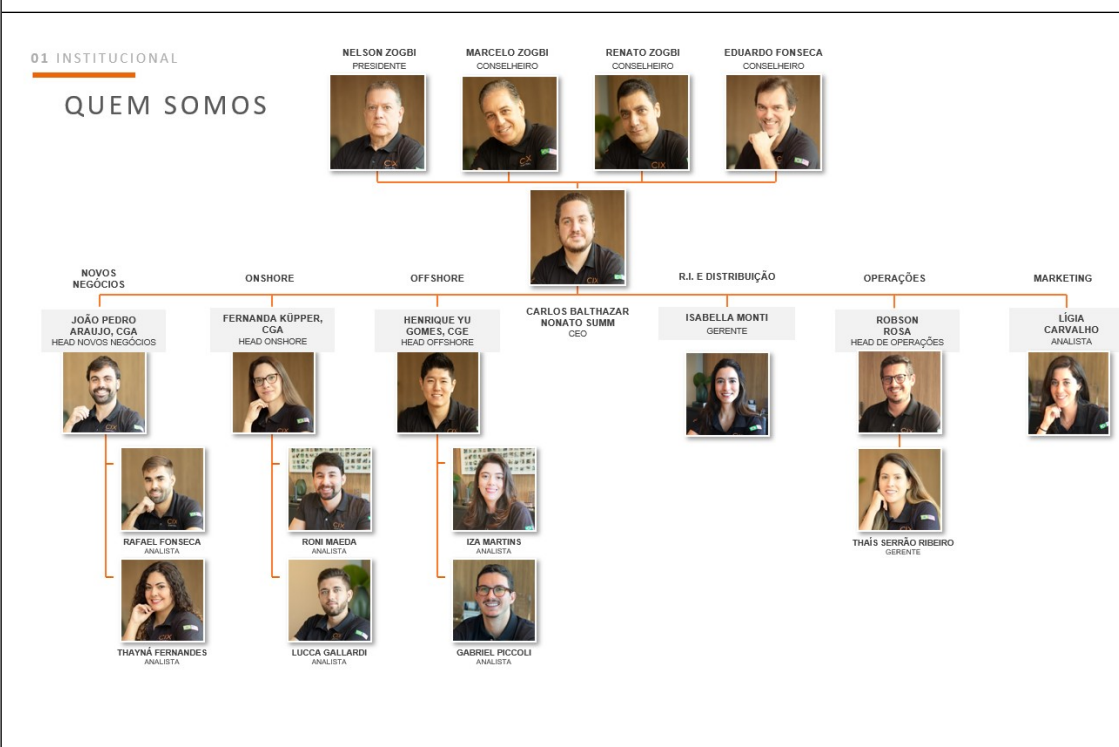 01 INSTITUCIONAL
QUEM SOMOS
NELSON ZOGBI
PRESIDENTE
MARCELO ZOGBI
CONSELHEIRO
RENATO ZOGBI
CONSELHEIRO
EDUARDO FONSECA
CONSELHEIRO
CARLOS BALTHAZAR
NONATO SUMM
CEO
NOVOS
NEGÓCIOS
JOÃO PEDRO
ARAUJO, CGA
HEAD NOVOS NEGÓCIOS
RAFAEL FONSECA
ANALISTA
THAYNÁ FERNANDES
ANALISTA
ONSHORE
FERNANDA KÜPPER,
CGA
HEAD ONSHORE
RONI MAEDA
ANALISTA
LUCCA GALLARDI
ANALISTA
OFFSHORE
HENRIQUE YU
GOMES, CGE
HEAD OFFSHORE
IZA MARTINS
ANALISTA
GABRIEL PICCOLI
ANALISTA
R.I. E DISTRIBUIÇÃO
ISABELLA MONTI
GERENTE
OPERAÇÕES
ROBSON
ROSA
HEAD DE OPERAÇÕES
THAÍS SERRÃO RIBEIRO
GERENTE
MARKETING
LÍGIA
CARVALHO
ANALISTA